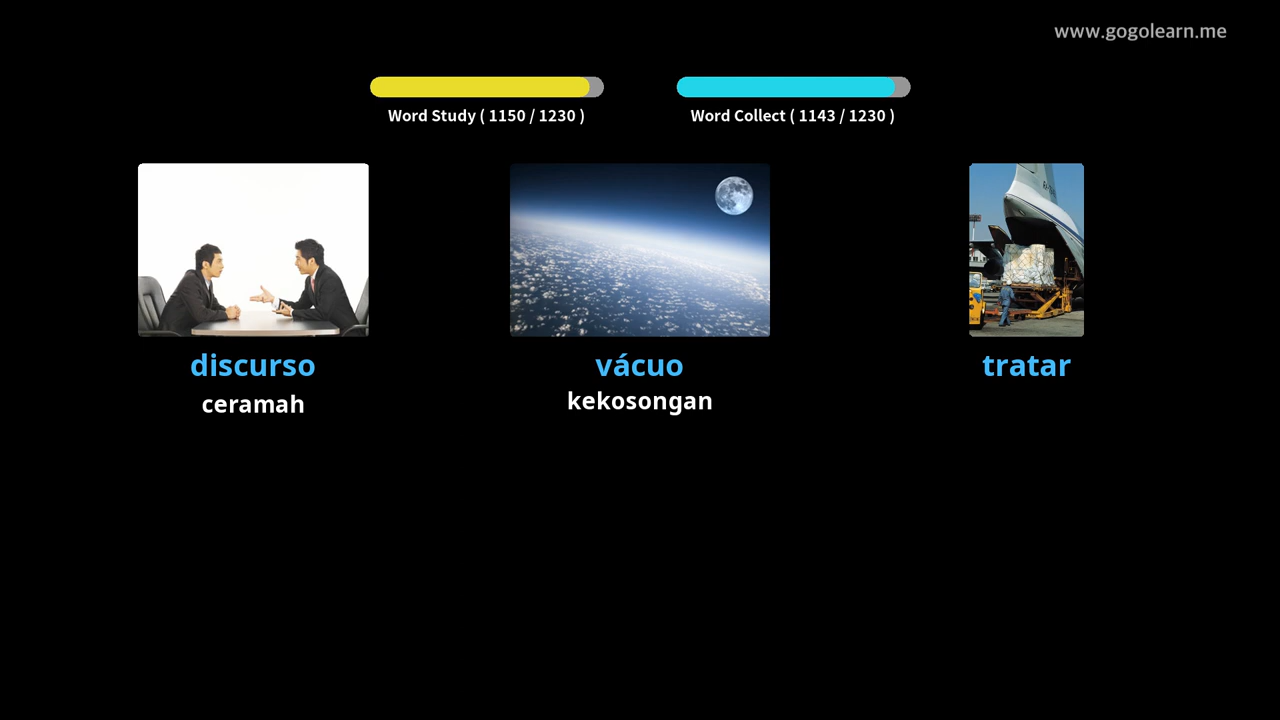 www.gogolearn.me
Word Study ( 1150 / 1230 )
Word Collect ( 1143 / 1230 )
discurso
vácuo
tratar
ceramah
kekosongan